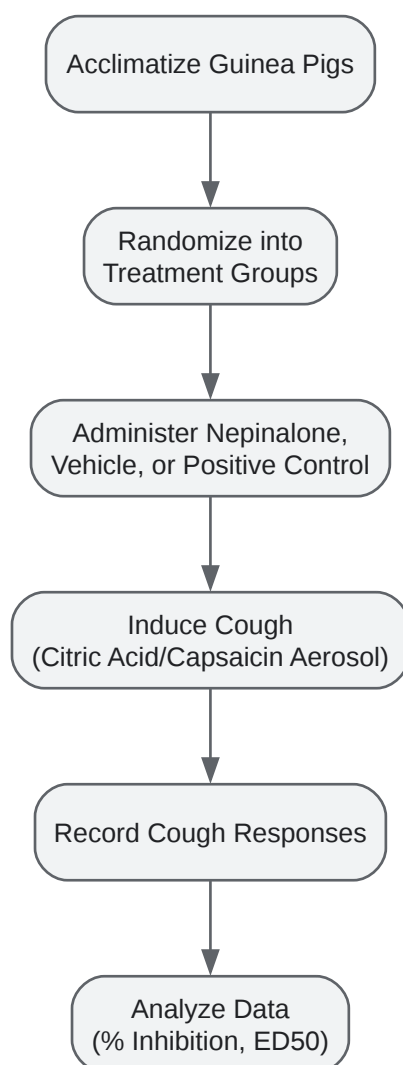 Acclimatize Guinea Pigs
Randomize into
Treatment Groups
Administer Nepinalone,
Vehicle, or Positive Control
Induce Cough
(Citric Acid/Capsaicin Aerosol)
Record Cough Responses
Analyze Data
(% Inhibition, ED50)